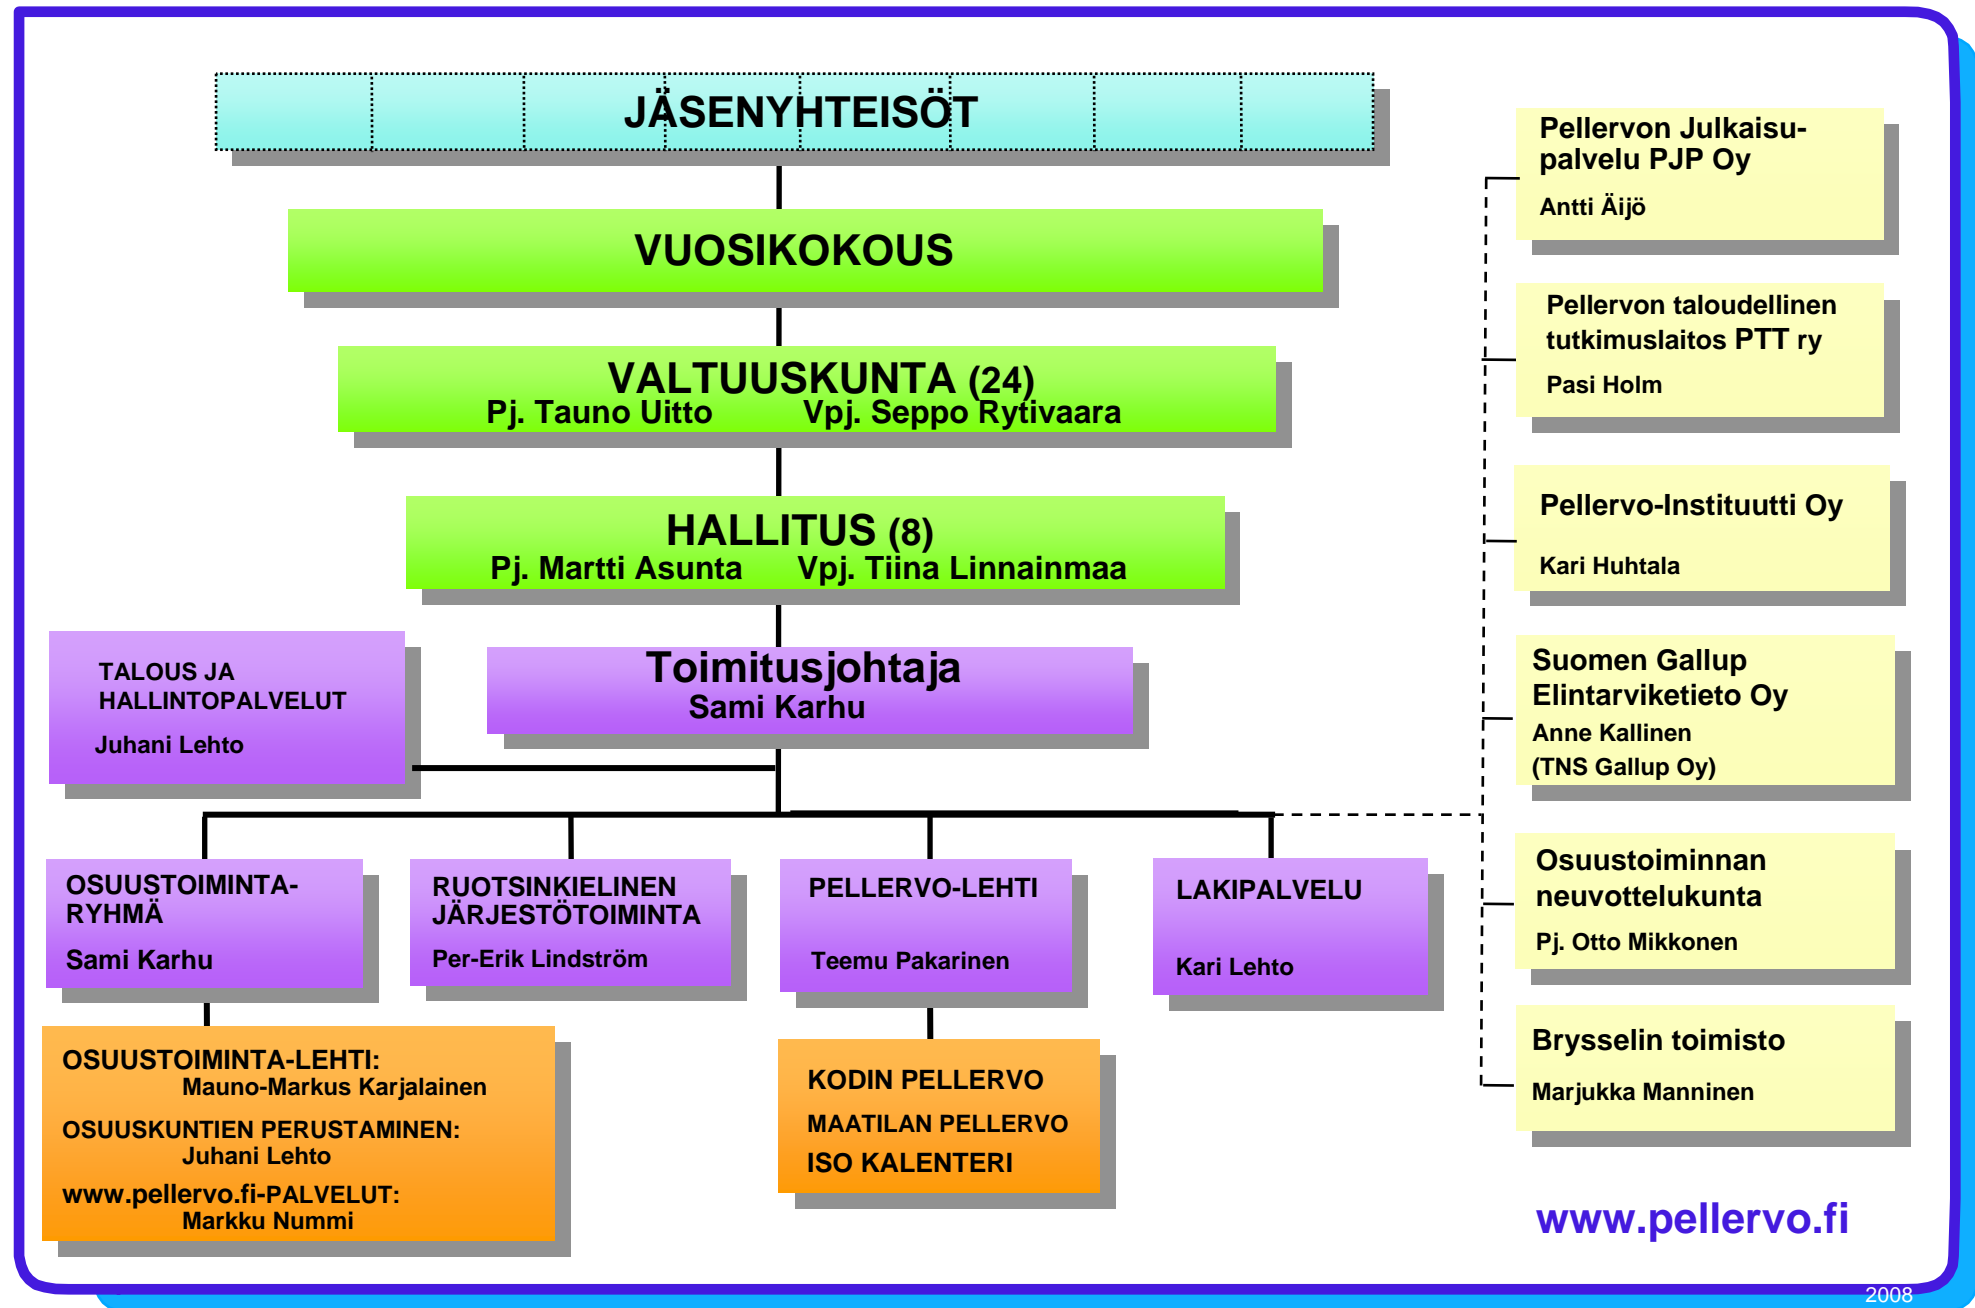 JÄSENYHTEISÖT
VUOSIKOKOUS
VALTUUSKUNTA (24)
Pj. Tauno Uitto Vpj. Seppo Rytivaara
HALLITUS (8)
Pj. Martti Asunta Vpj. Tiina Linnainmaa
Toimitusjohtaja
Sami Karhu
TALOUS JA
HALLINTOPALVELUT
Juhani Lehto
OSUUSTOIMINTA-
RYHMÄ
Sami Karhu
RUOTSINKIELINEN
JÄRJESTÖTOIMINTA
Per-Erik Lindström
PELLERVO-LEHTI
Teemu Pakarinen
LAKIPALVELU
Kari Lehto
OSUUSTOIMINTA-LEHTI:
Mauno-Markus Karjalainen
OSUUSKUNTIEN PERUSTAMINEN:
Juhani Lehto
www.pellervo.fi-PALVELUT:
Markku Nummi
KODIN PELLERVO
MAATILAN PELLERVO
ISO KALENTERI
Pellervon Julkaisu-
palvelu PJP Oy
Antti Äijö
Pellervon taloudellinen
tutkimuslaitos PTT ry
Pasi Holm
Pellervo-Instituutti Oy
Kari Huhtala
Suomen Gallup
Elintarviketieto Oy
Anne Kallinen
(TNS Gallup Oy)
Osuustoiminnan
neuvottelukunta
Pj. Otto Mikkonen
Brysselin toimisto
Marjukka Manninen
www.pellervo.fi
2008